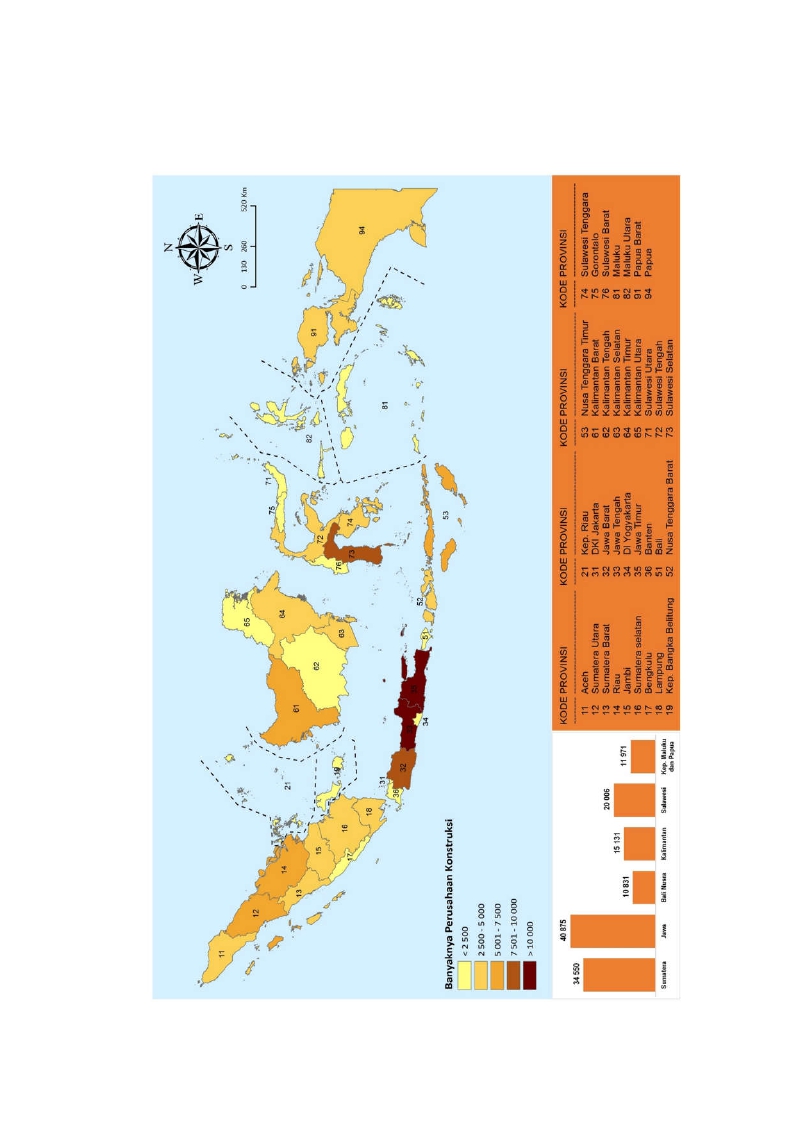 N
W
E
S
0 130 260 520 Km
11
12
13
14
15
16
17
18
19
21
31
32
36
34
51
52
53
61
62
63
64
65
71
72
73
74
75
76
81
82
91
94
Banyaknya Perusahaan Konstruksi
< 2 500
2 500 - 5 000
5 001 - 7 500
7 501 - 10 000
> 10 000
34 550
40 875
10 831
15 131
20 006
11 971
Sumatera
Jawa
Bali Nusra
Kalimantan
Sulawesi
Kep. Maluku
dan Papua
KODE PROVINSI
11 Aceh
12 Sumatera Utara
13 Sumatera Barat
14 Riau
15 Jambi
16 Sumatera selatan
17 Bengkulu
18 Lampung
19 Kep. Bangka Belitung
KODE PROVINSI
21 Kep. Riau
31 DKI Jakarta
32 Jawa Barat
33 Jawa Tengah
34 DI Yogyakarta
35 Jawa Timur
36 Banten
51 Bali
52 Nusa Tenggara Barat
KODE PROVINSI
53 Nusa Tenggara Timur
61 Kalimantan Barat
62 Kalimantan Tengah
63 Kalimantan Selatan
64 Kalimantan Timur
65 Kalimantan Utara
71 Sulawesi Utara
72 Sulawesi Tengah
73 Sulawesi Selatan
KODE PROVINSI
74 Sulawesi Tenggara
75 Gorontalo
76 Sulawesi Barat
81 Maluku
82 Maluku Utara
91 Papua Barat
94 Papua